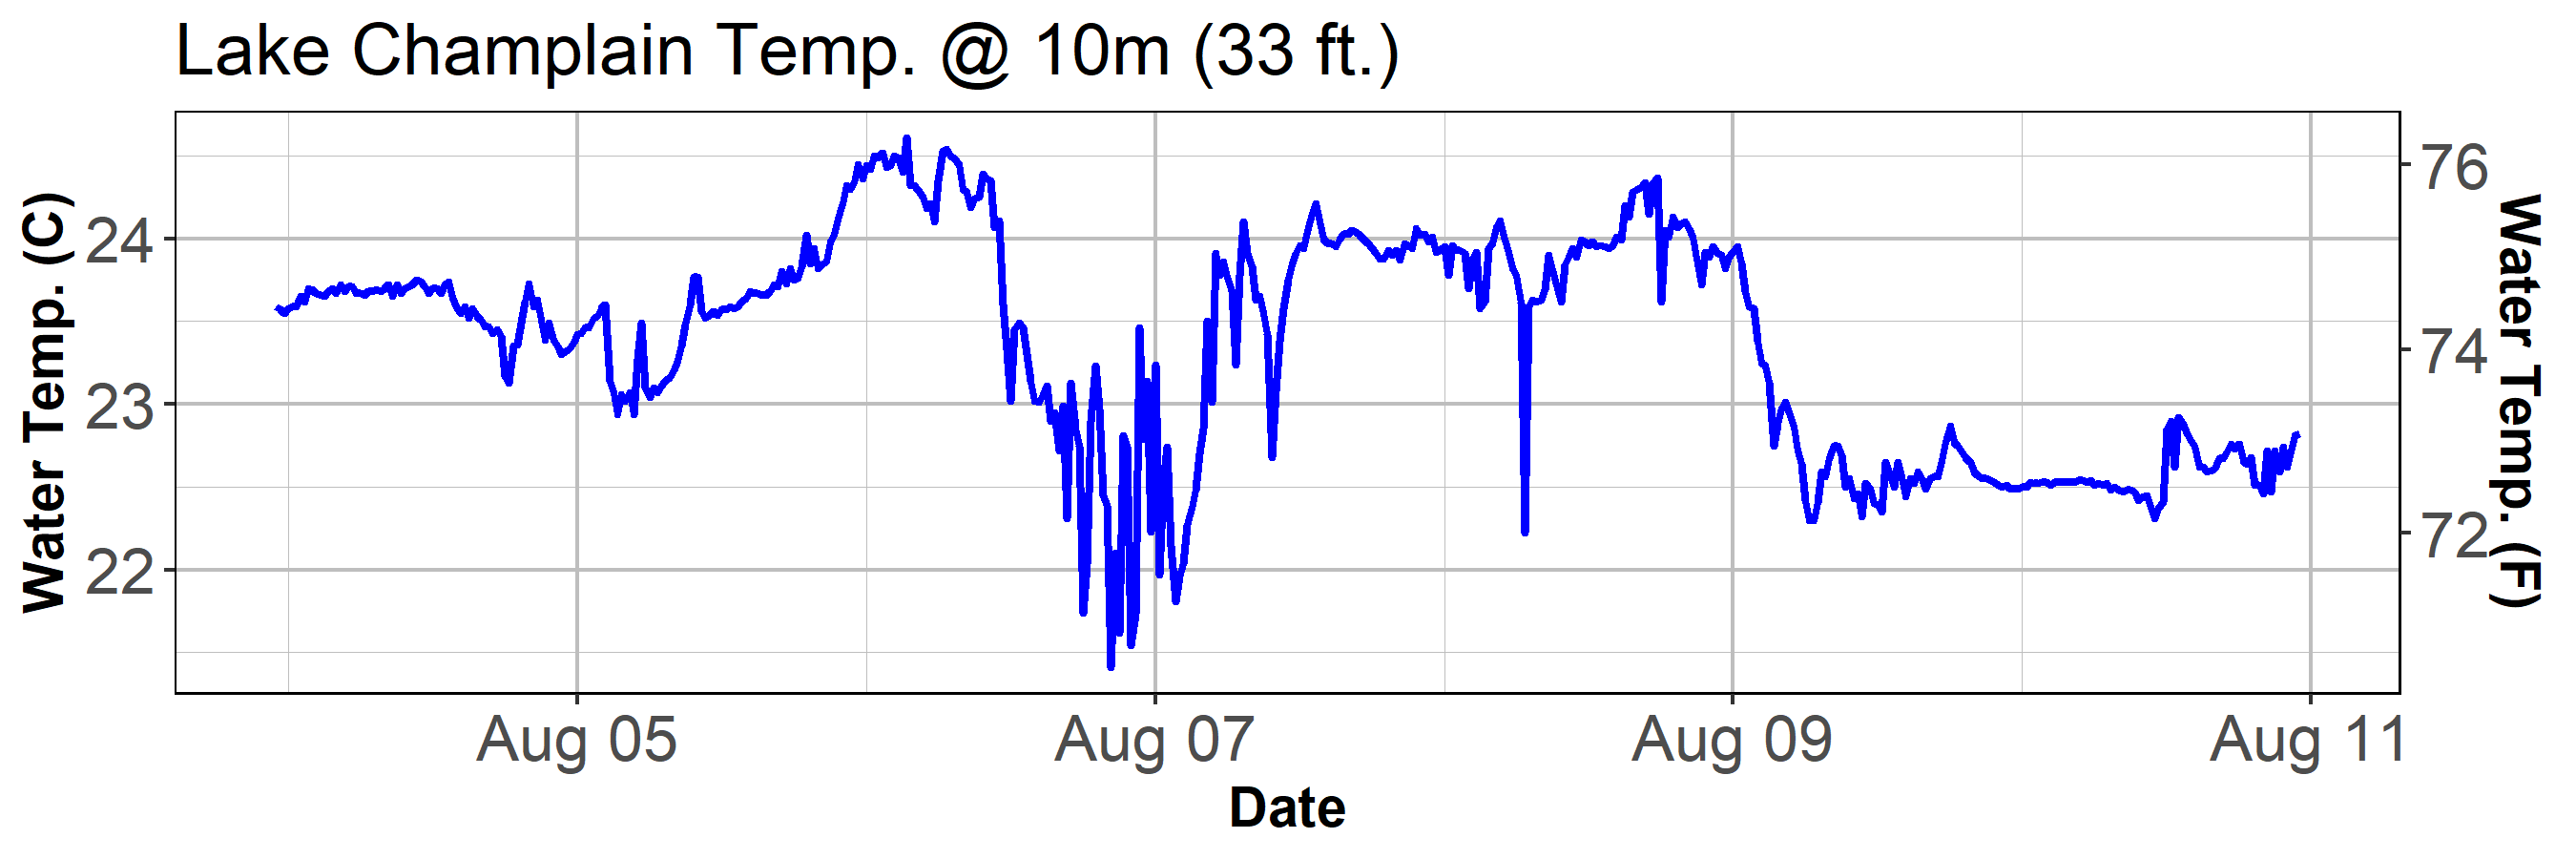 Lake Champlain Temp. @ 10m (33 ft.)
Water Temp. (C)
24
23
22
76
74
72
Water Temp. (F)
Aug 05
Aug 07
Aug 09
Aug 11
Date